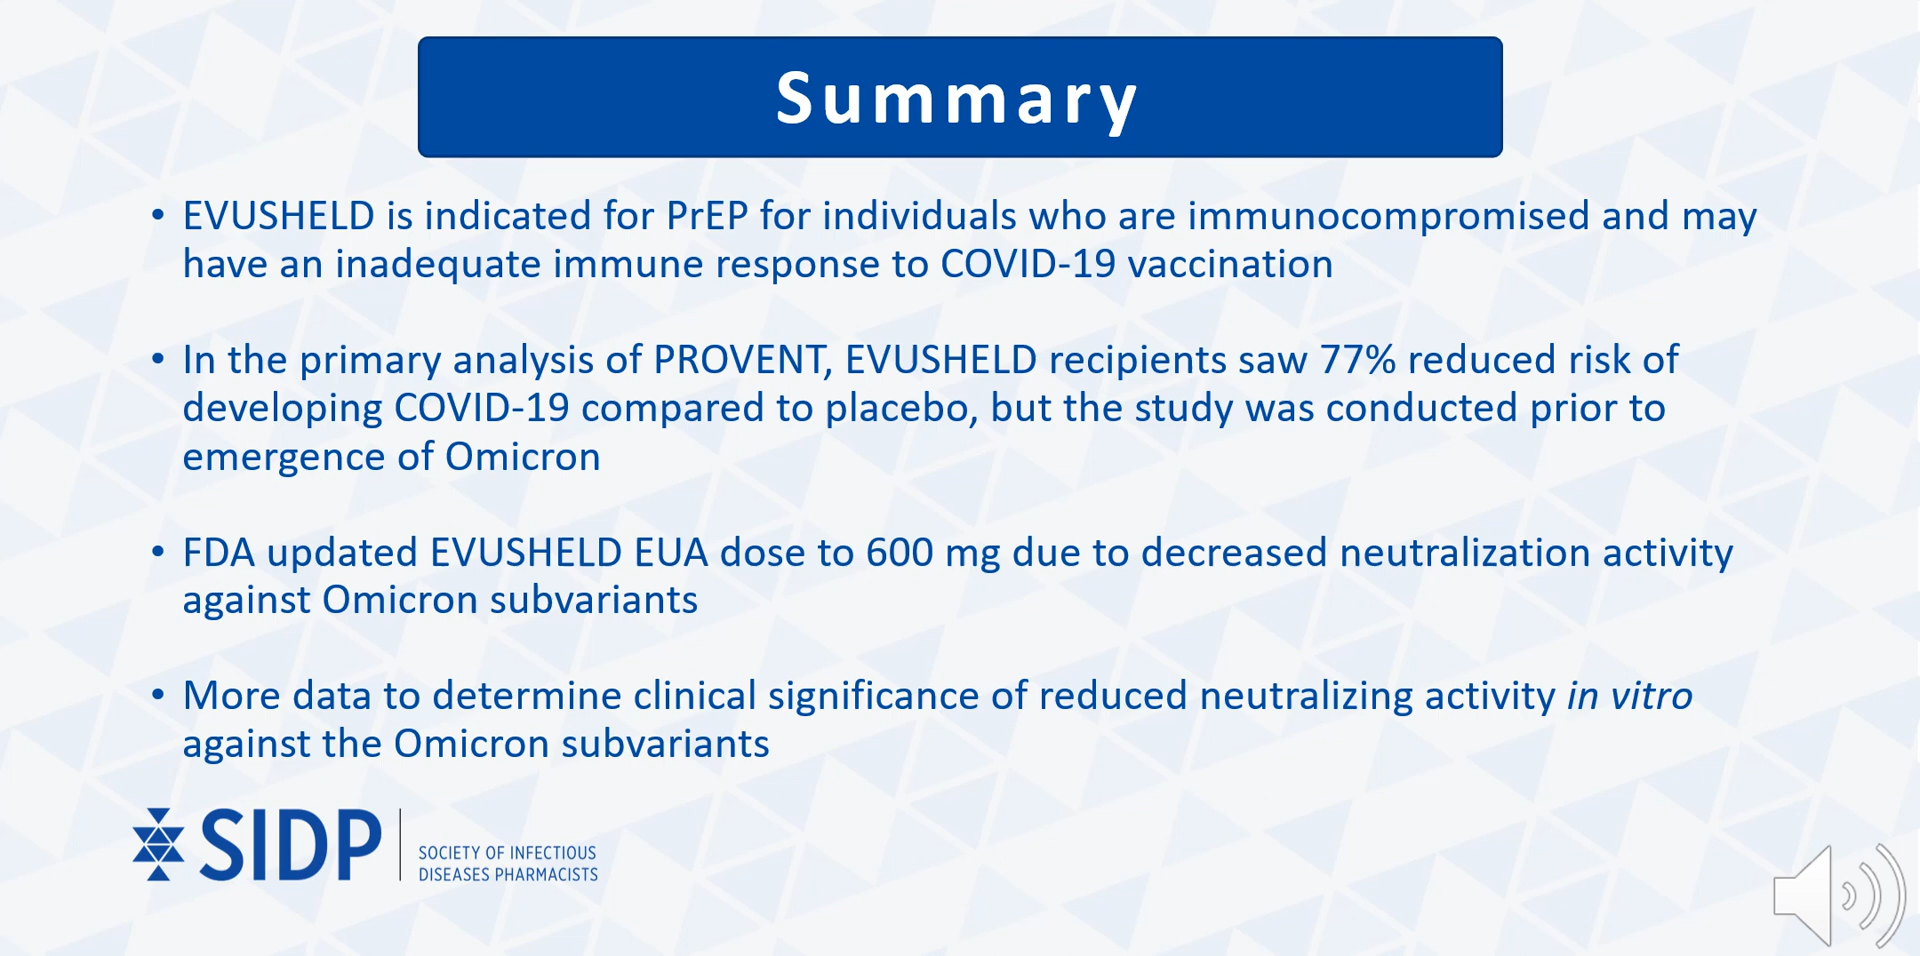 Summary
• EVUSHELD is indicated for PrEP for individuals who are immunocompromised and may
have an inadequate immune response to COVID-19 vaccination
• In the primary analysis of PROVENT, EVUSHELD recipients saw 77% reduced risk of
developing COVID-19 compared to placebo, but the study was conducted prior to
emergence of Omicron
• FDA updated EVUSHELD EUA dose to 600 mg due to decreased neutralization activity
against Omicron subvariants
• More data to determine clinical significance of reduced neutralizing activity in vitro
against the Omicron subvariants
SIDP
SOCIETY OF INFECTIOUS
DISEASES PHARMACISTS